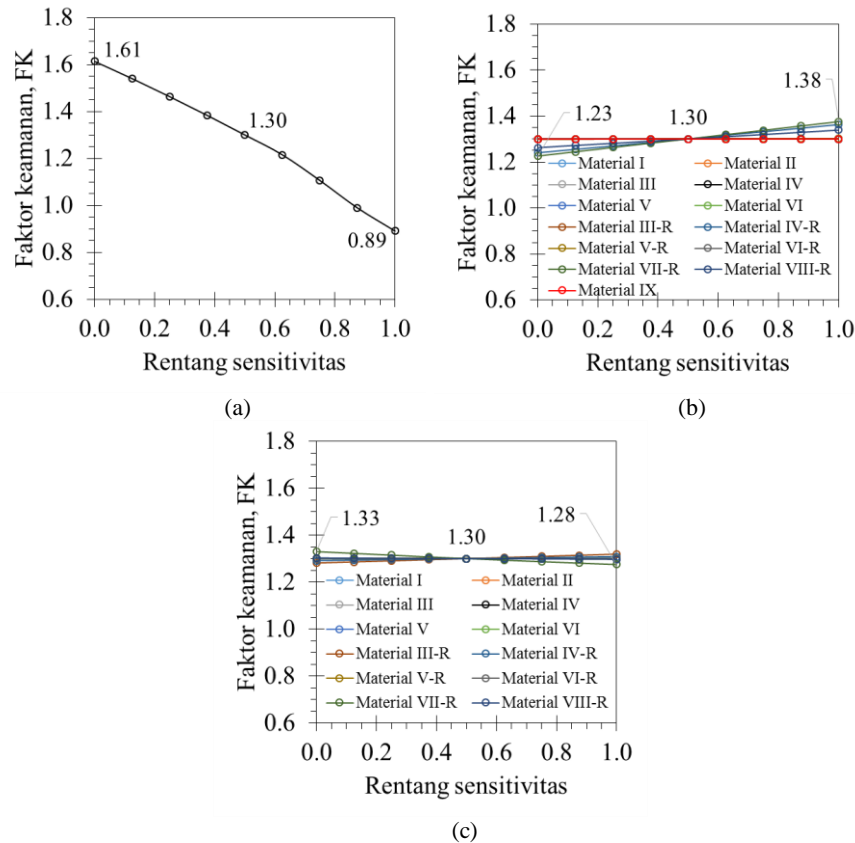 1.8
1.6
1.4
1.2
1.0
0.8
0.6
Faktor keamanan, FK
1.61
1.30
0.89
0.0 0.2 0.4 0.6 0.8 1.0
Rentang sensitivitas
(a)
1.8
1.6
1.4
1.2
1.0
0.8
0.6
Faktor keamanan, FK
1.23
1.30
1.38
Material I Material II
Material III Material IV
Material V Material VI
Material III-R Material IV-R
Material V-R Material VI-R
Material VII-R Material VIII-R
Material IX
0.0 0.2 0.4 0.6 0.8 1.0
Rentang sensitivitas
(b)
1.8
1.6
1.4
1.2
1.0
0.8
0.6
Faktor keamanan, FK
1.33
1.30
1.28
Material I Material II
Material III Material IV
Material V Material VI
Material III-R Material IV-R
Material V-R Material VI-R
Material VII-R Material VIII-R
0.0 0.2 0.4 0.6 0.8 1.0
Rentang sensitivitas
(c)